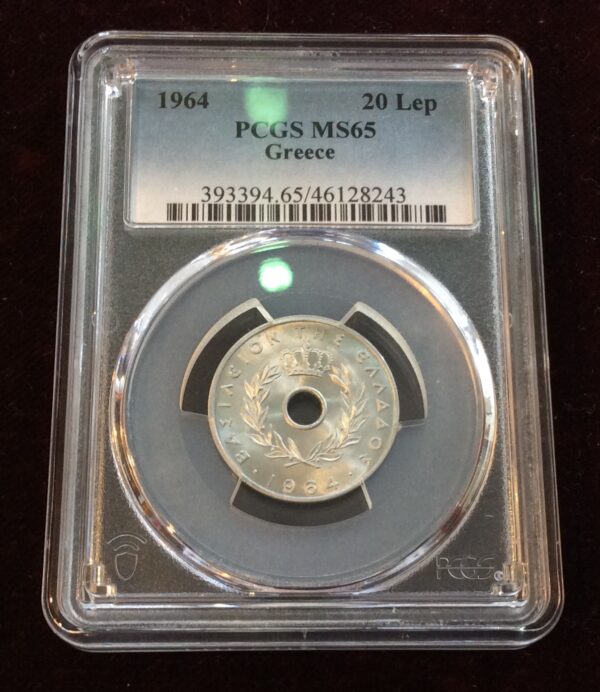 1964 20 Lep
PCGS MS65
Greece
393394.65/46128243
ΒΑΣΙΛΕΙΟΝ ΤΗΣ ΕΛΛΑΔΟΣ
· 1964 ·
PCGS